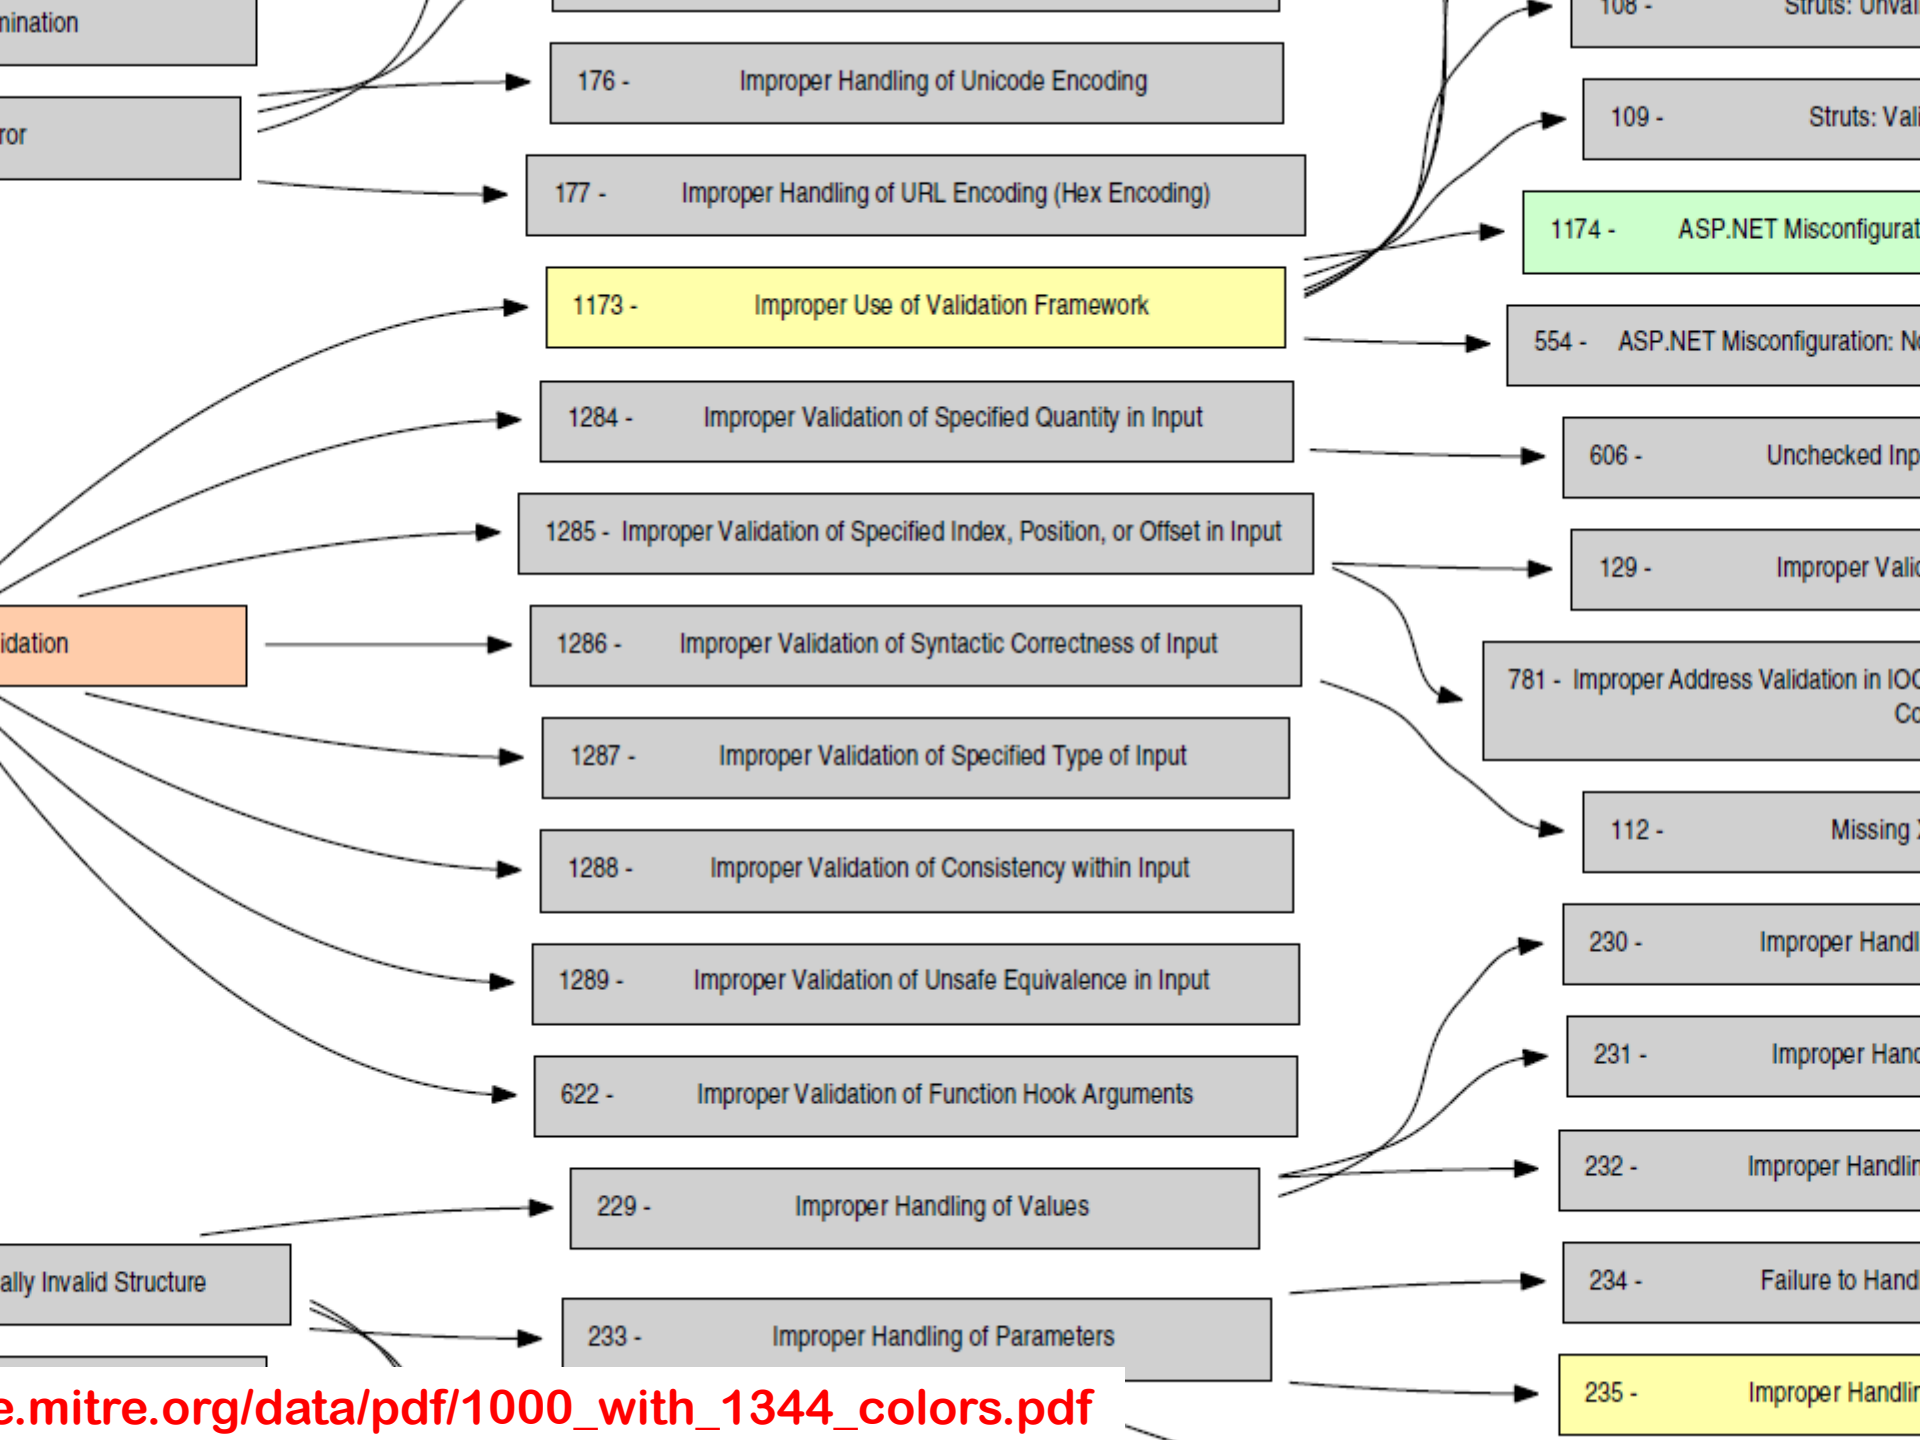 mination
ror
idation
ally Invalid Structure
176 - Improper Handling of Unicode Encoding
177 - Improper Handling of URL Encoding (Hex Encoding)
1173 - Improper Use of Validation Framework
1284 - Improper Validation of Specified Quantity in Input
1285 - Improper Validation of Specified Index, Position, or Offset in Input
1286 - Improper Validation of Syntactic Correctness of Input
1287 - Improper Validation of Specified Type of Input
1288 - Improper Validation of Consistency within Input
1289 - Improper Validation of Unsafe Equivalence in Input
622 - Improper Validation of Function Hook Arguments
229 - Improper Handling of Values
233 - Improper Handling of Parameters
108 - Struts: Unval
109 - Struts: Vali
1174 - ASP.NET Misconfigurat
554 - ASP.NET Misconfiguration: No
606 - Unchecked Inp
129 - Improper Valid
781 - Improper Address Validation in IOC
Co
112 - Missing
230 - Improper Handl
231 - Improper Hand
232 - Improper Handlin
234 - Failure to Handl
235 - Improper Handlin
e.mitre.org/data/pdf/1000_with_1344_colors.pdf